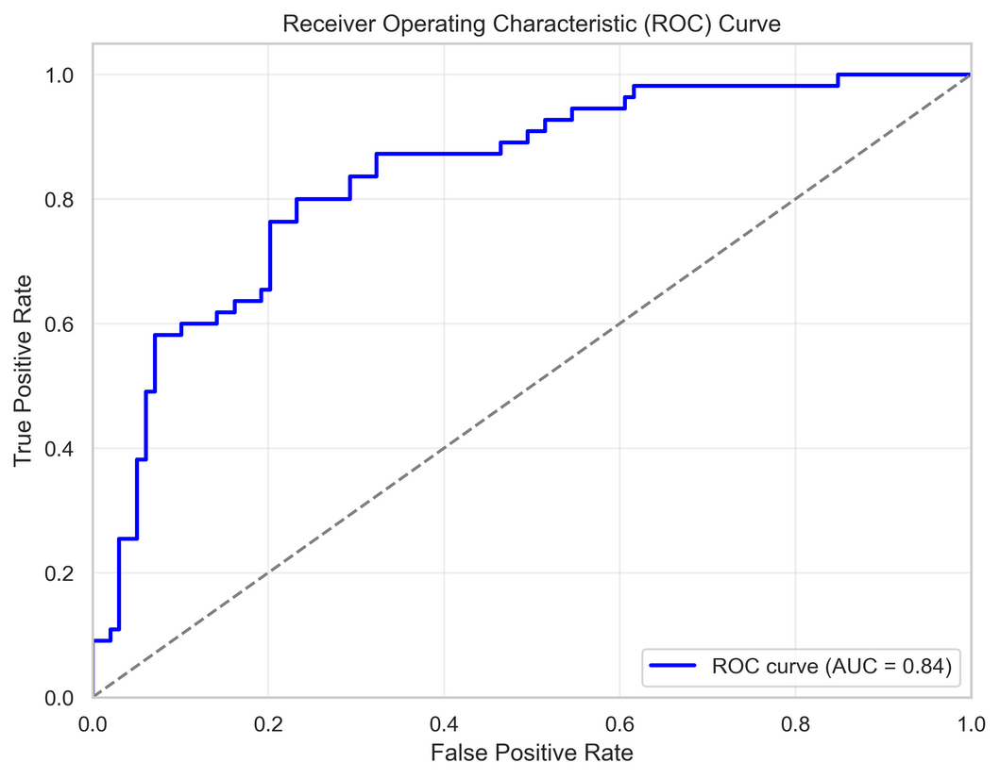 Receiver Operating Characteristic (ROC) Curve
True Positive Rate
1.0
0.8
0.6
0.4
0.2
0.0
ROC curve (AUC = 0.84)
0.0 0.2 0.4 0.6 0.8 1.0
False Positive Rate